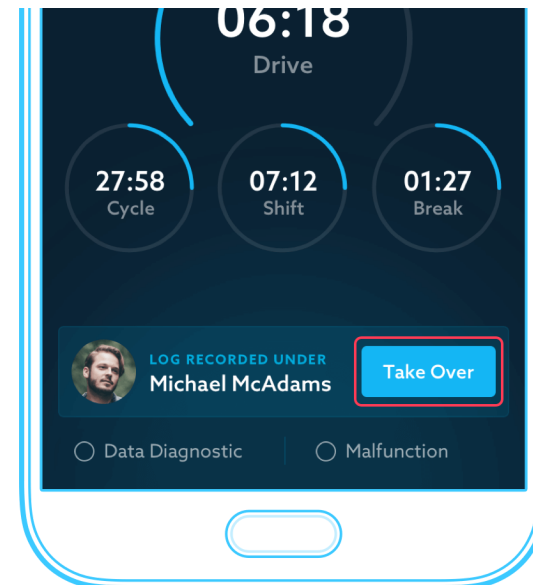 06:18
Drive
27:58
Cycle
07:12
Shift
01:27
Break
LOG RECORDED UNDER
Michael McAdams
Take Over
Data Diagnostic
Malfunction